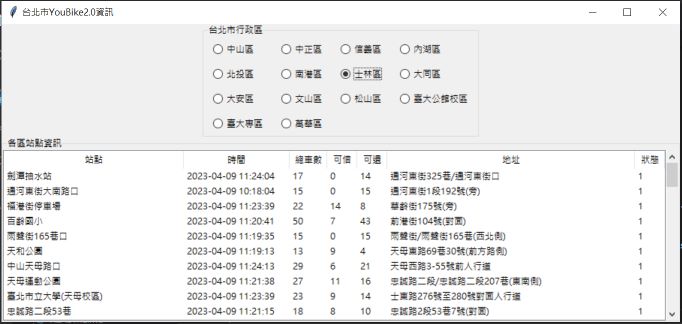 台北市YouBike2.0資訊
台北市行政區
中山區 中正區 信義區 內湖區
北投區 南港區 士林區 大同區
大安區 文山區 松山區 臺大公館校區
臺大專區 萬華區
各區站點資訊
站點 時間 總車數 可借 可還 地址 狀態
劍潭抽水站 2023-04-09 11:24:04 17 0 14 通河東街325巷/通河東街口 1
通河東街大南路口 2023-04-09 10:18:04 15 0 15 通河東街1段192號(旁) 1
福港街停車場 2023-04-09 11:23:39 22 14 8 華齡街175號(旁) 1
百齡國小 2023-04-09 11:20:41 50 7 43 前港街104號(對面) 1
雨聲街165巷口 2023-04-09 11:19:35 15 0 15 雨聲街/雨聲街165巷(西北側) 1
天和公園 2023-04-09 11:19:13 13 9 4 天母東路69巷30號(前方路側) 1
中山天母路口 2023-04-09 11:24:13 29 6 21 天母西路3-55號前人行道 1
天母運動公園 2023-04-09 11:21:38 27 11 16 忠誠路二段/忠誠路二段207巷(東南側) 1
臺北市立大學(天母校區) 2023-04-09 11:23:39 23 9 14 士東路276號至280號對面人行道 1
忠誠路二段53巷 2023-04-09 11:21:15 18 8 10 忠誠路2段53巷7號(對面) 1